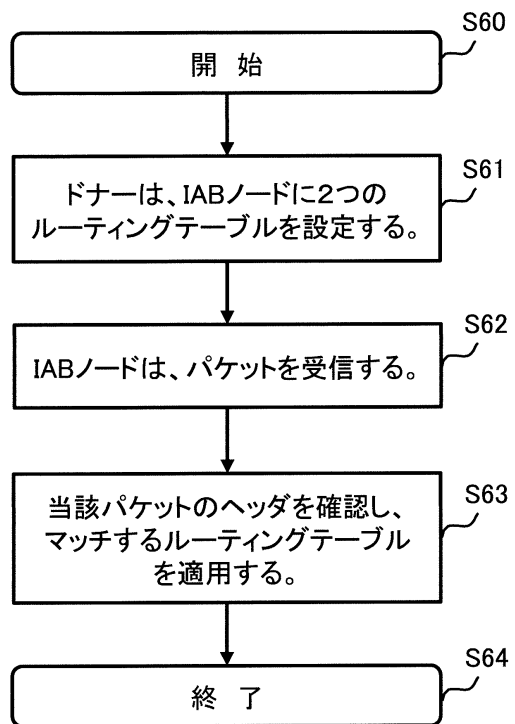 S60
開 始
S61
ドナーは、IABノードに2つの
ルーティングテーブルを設定する。
S62
IABノードは、パケットを受信する。
S63
当該パケットのヘッダを確認し、
マッチするルーティングテーブル
を適用する。
S64
終 了